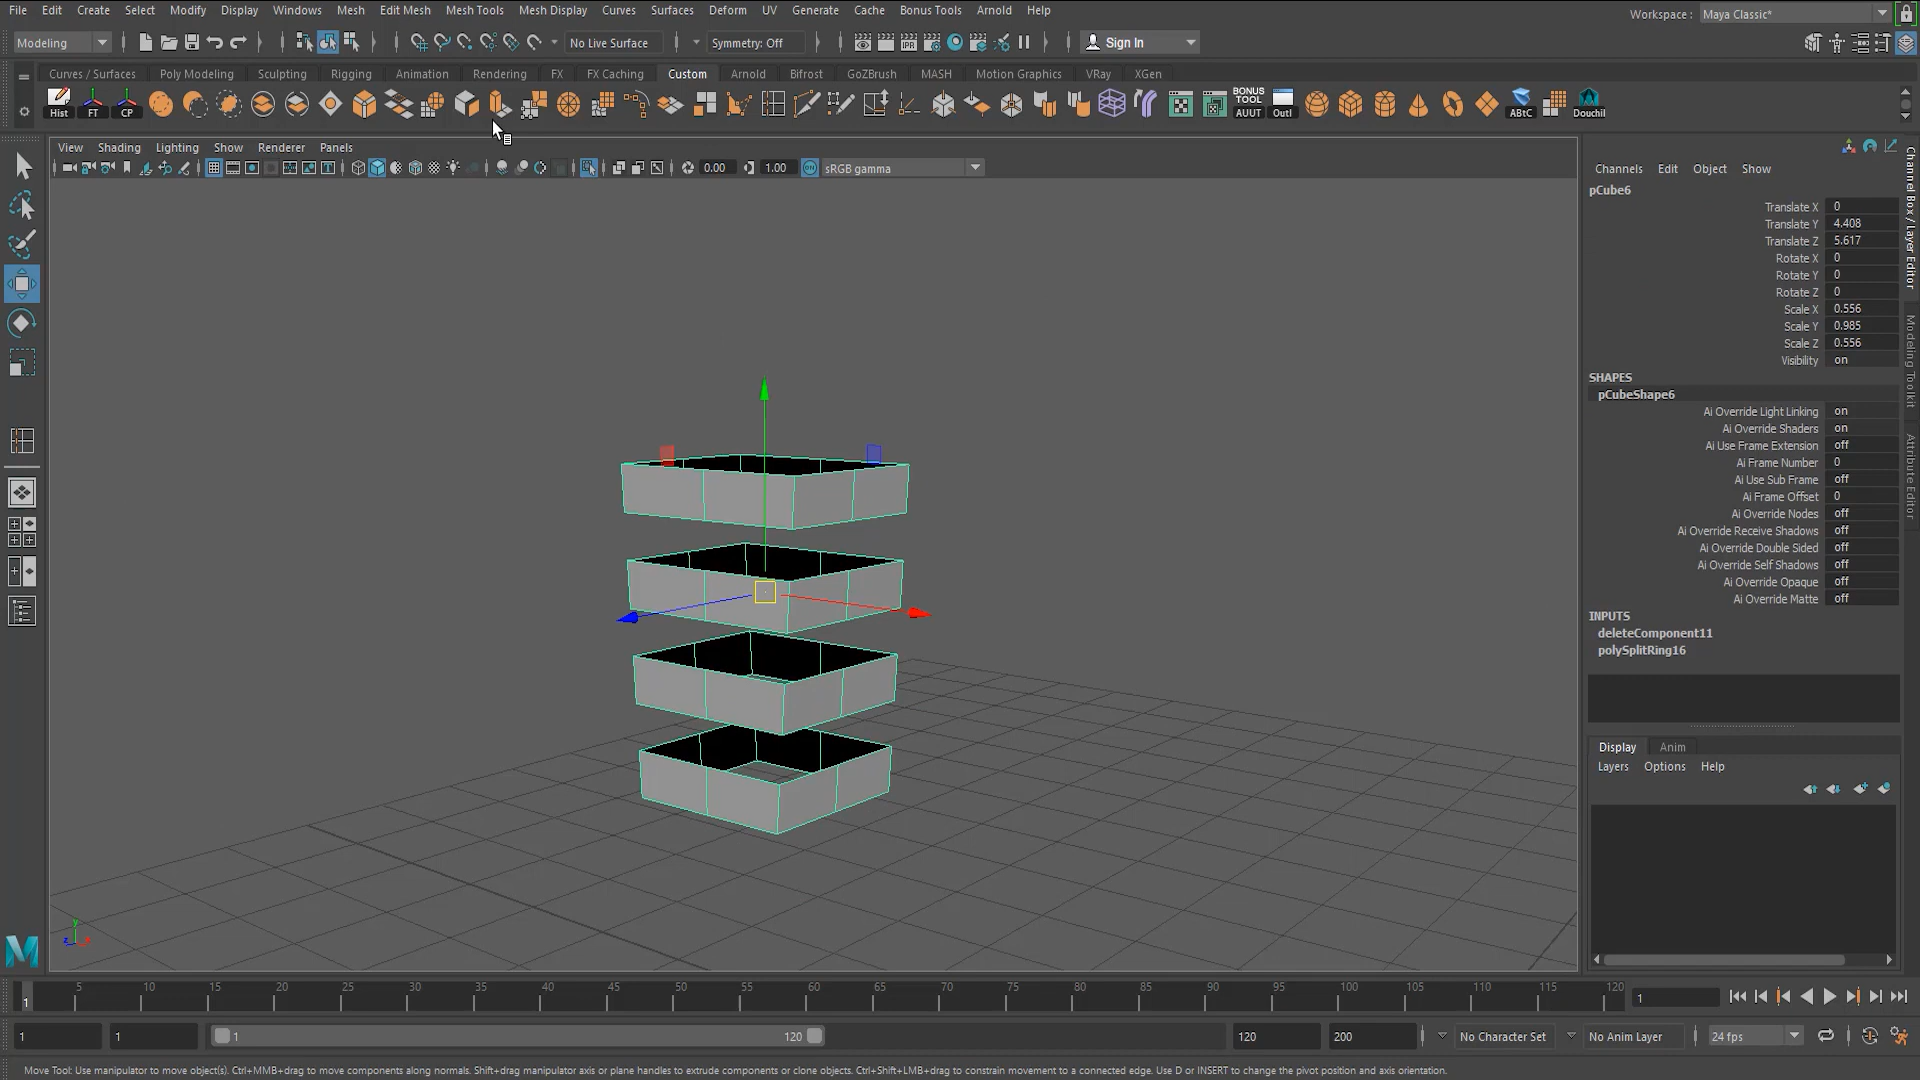 File Edit Create Select Modify Display Windows Mesh Edit Mesh Mesh Tools Mesh Display Curves Surfaces Deform UV Generate Cache Bonus Tools Arnold Help
Workspace : Maya Classic*
Modeling No Live Surface Symmetry: Off IPR Sign In
Curves / Surfaces Poly Modeling Sculpting Rigging Animation Rendering FX FX Caching Custom Arnold Bifrost GoZBrush MASH Motion Graphics VRay XGen
BONUS TOOL
Hist FT CP AUUT Outl ABtC Douchil
View Shading Lighting Show Renderer Panels
0.00 1.00 sRGB gamma
Channels Edit Object Show
pCube6
Translate X 0
Translate Y 4.408
Translate Z 5.617
Rotate X 0
Rotate Y 0
Rotate Z 0
Scale X 0.556
Scale Y 0.985
Scale Z 0.556
Visibility on
SHAPES
pCubeShape6
Ai Override Light Linking on
Ai Override Shaders on
Ai Use Frame Extension off
Ai Frame Number 0
Ai Use Sub Frame off
Ai Frame Offset 0
Ai Override Nodes off
Ai Override Receive Shadows off
Ai Override Double Sided off
Ai Override Self Shadows off
Ai Override Opaque off
Ai Override Matte off
INPUTS
deleteComponent11
polySplitRing16
Display Anim
Layers Options Help
Channel Box / Layer Editor
Modeling Toolkit
Attribute Editor
y
z x
1 5 10 15 20 25 30 35 40 45 50 55 60 65 70 75 80 85 90 95 100 105 110 115 120
1
1 1 1 120 120 200 No Character Set No Anim Layer 24 fps
Move Tool: Use manipulator to move object(s). Ctrl+MMB+drag to move components along normals. Shift+drag manipulator axis or plane handles to extrude components or clone objects. Ctrl+Shift+LMB+drag to constrain movement to a connected edge. Use D or INSERT to change the pivot position and axis orientation.